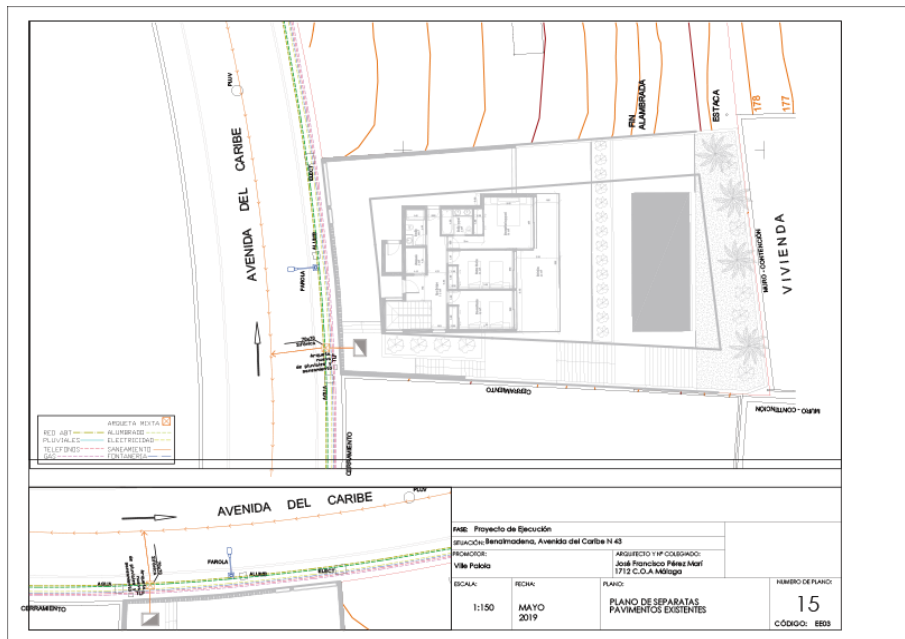 PLUV
AVENIDA DEL CARIBE
ELECT
ALUMB
FAROLA
FIN
ALAMBRADA
ESTACA
178
177
MURO - CONTENCIÓN
VIVIENDA
AGUA
CERRAMIENTO
CERRAMIENTO
MURO - CONTENCIÓN
ARQUETA MIXTA
RED ABT
ALUMBRADO
PLUVIALES
ELECTRICIDAD
TELEFONOS
SANEAMIENTO
GAS
FONTANERIA
AVENIDA DEL CARIBE
PLUV
FAROLA
AGUA
ALUMB
ELECT
CERRAMIENTO
FASE: Proyecto de Ejecución
SITUACIÓN: Benalmadena, Avenida del Caribe N 43
PROMOTOR:
Ville Paloia
ARQUITECTO Y Nº COLEGIADO:
José Francisco Pérez Marí
1712 C.O.A Málaga
ESCALA:
1:150
FECHA:
MAYO
2019
PLANO:
PLANO DE SEPARATAS
PAVIMENTOS EXISTENTES
NUMERO DE PLANO:
15
CÓDIGO: EE03